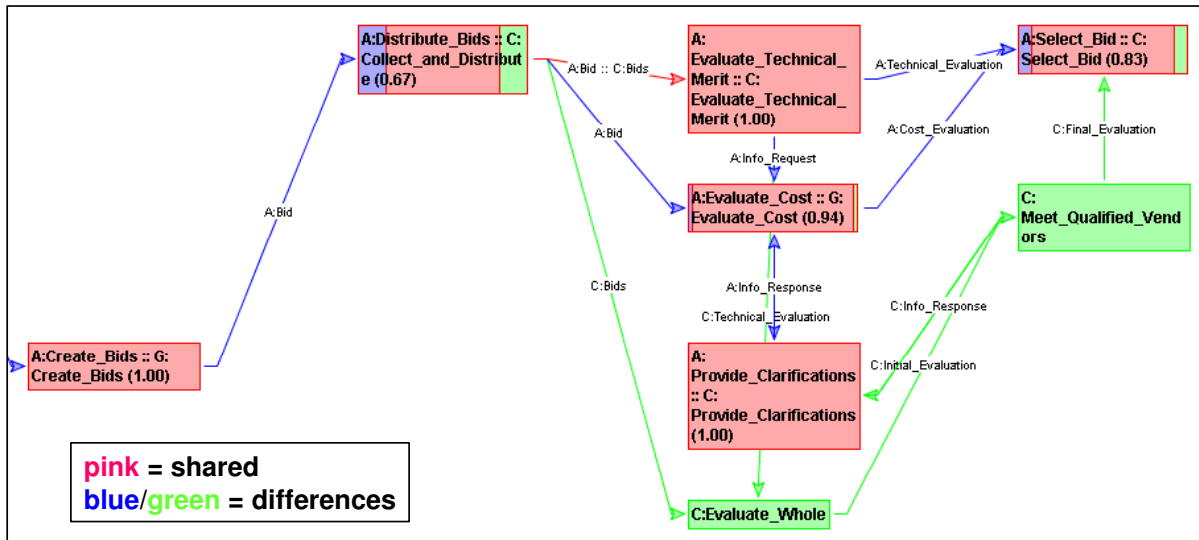 A:Distribute_Bids :: C:
Collect_and_Distribut
e (0.67)
A:
Evaluate_Technical_
Merit :: C:
Evaluate_Technical_
Merit (1.00)
A:Select_Bid :: C:
Select_Bid (0.83)
A:Bid :: C:Bids
A:Technical_Evaluation
A:Bid
A:Cost_Evaluation
C:Final_Evaluation
A:Info_Request
A:Evaluate_Cost :: G:
Evaluate_Cost (0.94)
C:
Meet_Qualified_Vend
ors
A:Bid
C:Bids
A:Info_Response
C:Technical_Evaluation
C:Info_Response
A:Create_Bids :: G:
Create_Bids (1.00)
A:
Provide_Clarifications
:: C:
Provide_Clarifications
(1.00)
C:Initial_Evaluation
pink = shared
blue/green = differences
C:Evaluate_Whole